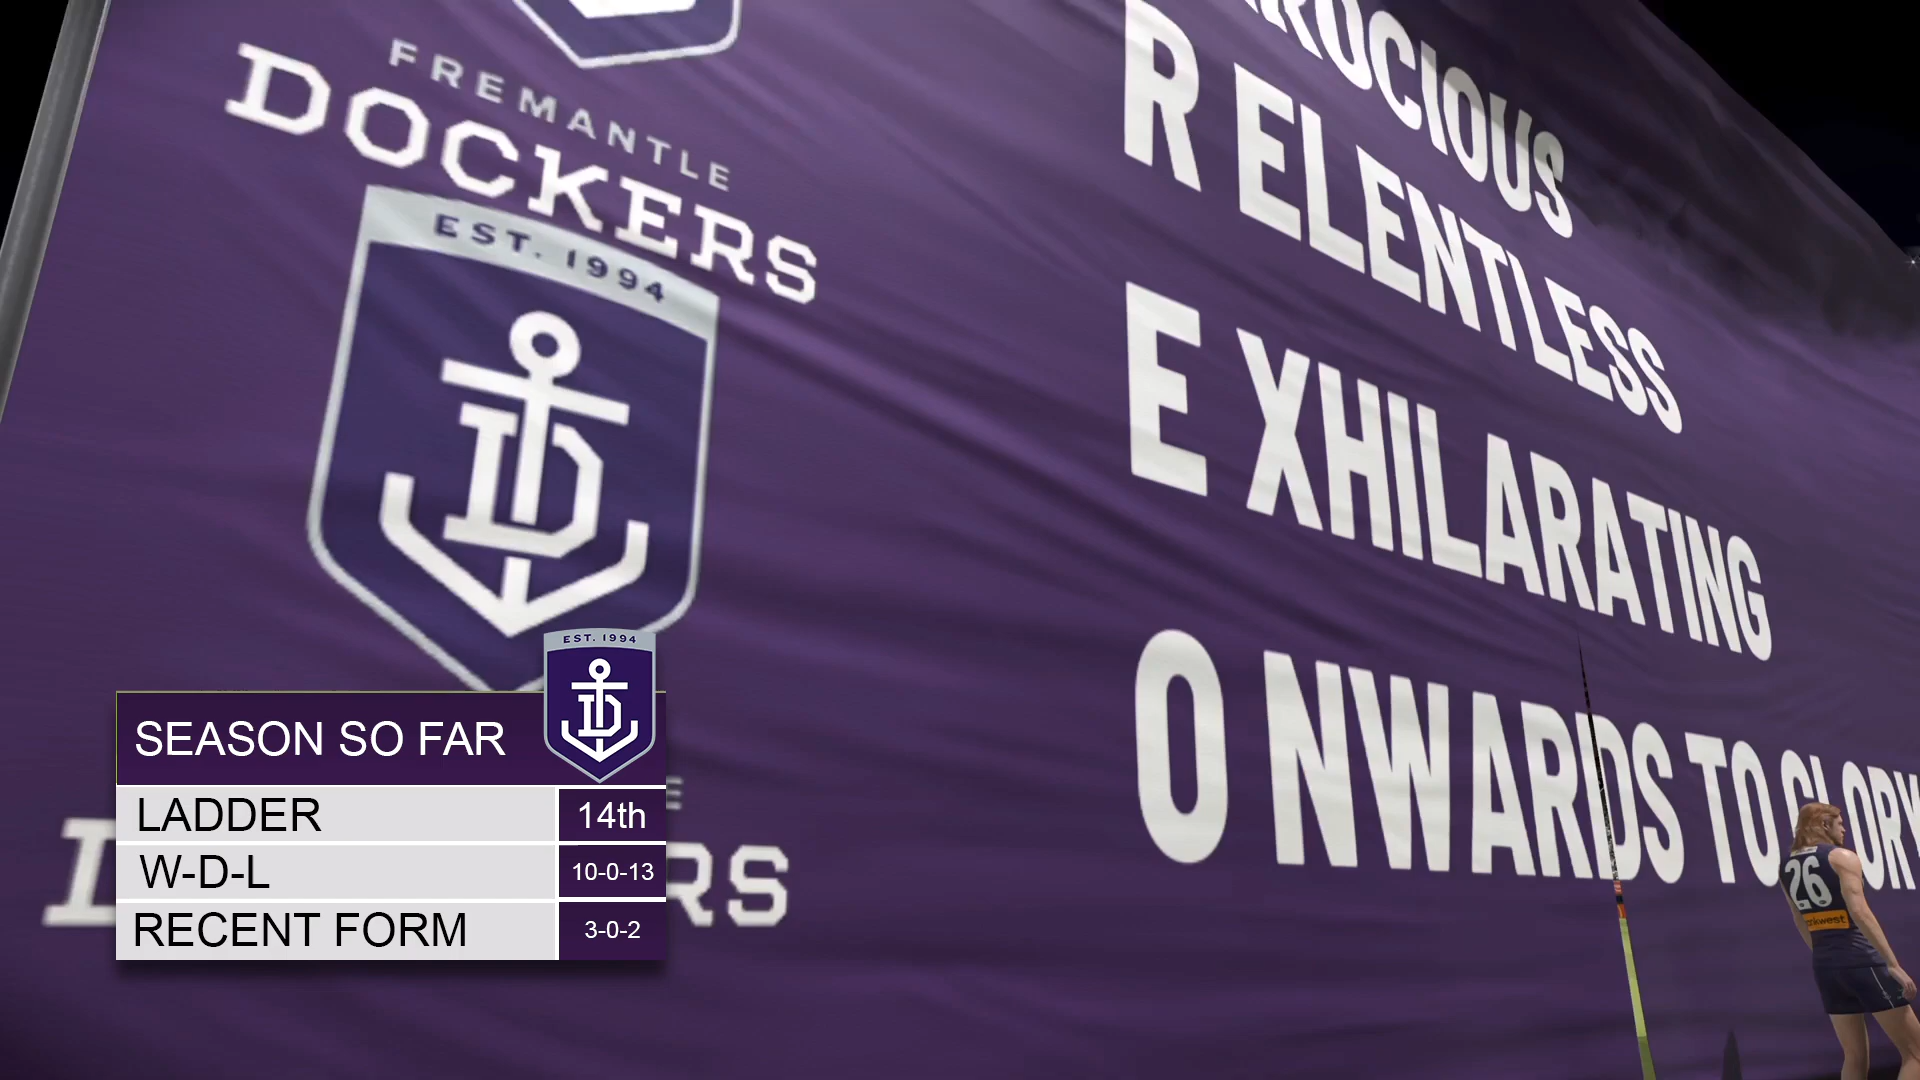 FREMANTLE
DOCKERS
EST. 1994
D
R ELENTLESS
E XHILARATING
O NWARDS TO GLORY
EST. 1994
D
SEASON SO FAR
LADDER 14th
W-D-L 10-0-13
RECENT FORM 3-0-2
26